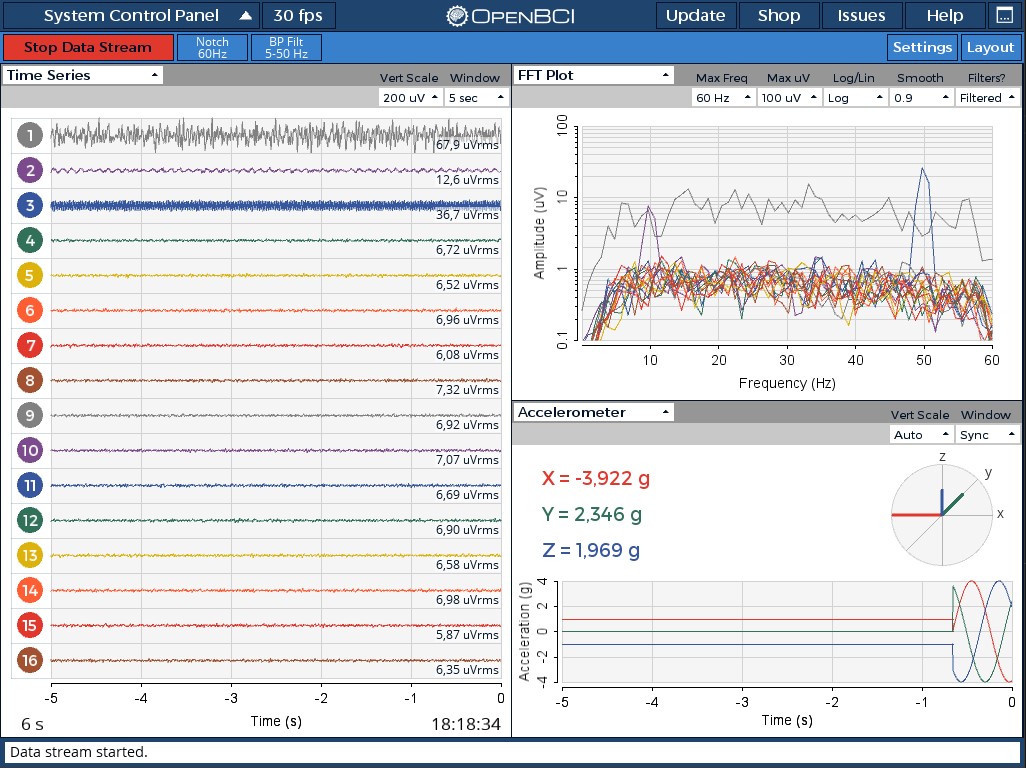 System Control Panel
30 fps
OpenBCI
Update
Shop
Issues
Help
Stop Data Stream
Notch
60Hz
BP Filt
5-50 Hz
Settings
Layout
Time Series
Vert Scale
Window
200 uV
5 sec
1
67,9 uVrms
2
12,6 uVrms
3
36,7 uVrms
4
6,72 uVrms
5
6,52 uVrms
6
6,96 uVrms
7
6,08 uVrms
8
7,32 uVrms
9
6,92 uVrms
10
7,07 uVrms
11
6,69 uVrms
12
6,90 uVrms
13
6,58 uVrms
14
6,98 uVrms
15
5,87 uVrms
16
6,35 uVrms
-5 -4 -3 -2 -1 0
Time (s)
6 s
18:18:34
FFT Plot
Max Freq
Max uV
Log/Lin
Smooth
Filters?
60 Hz
100 uV
Log
0.9
Filtered
100
10
1
0.1
Amplitude (uV)
10 20 30 40 50 60
Frequency (Hz)
Accelerometer
Vert Scale
Window
Auto
Sync
X = -3,922 g
Y = 2,346 g
Z = 1,969 g
z
y
x
4
2
0
-2
-4
Acceleration (g)
-5 -4 -3 -2 -1 0
Time (s)
Data stream started.